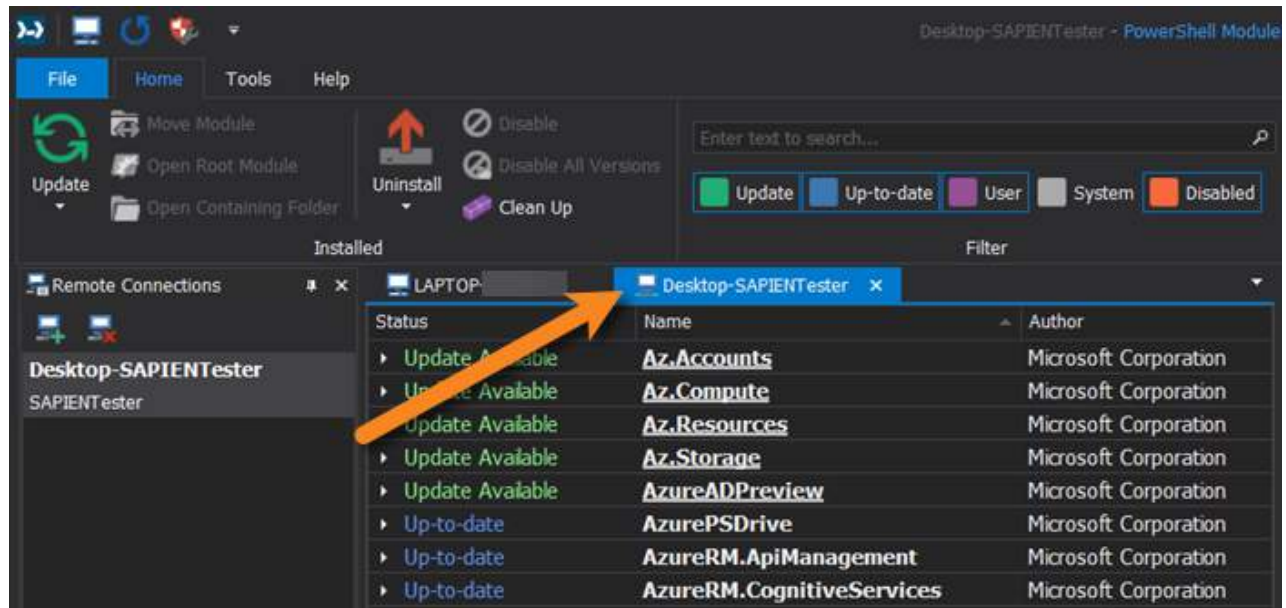 Desktop-SAPIENTester - PowerShell Module
File Home Tools Help
Update
Move Module
Open Root Module
Open Containing Folder
Uninstall
Disable
Disable All Versions
Clean Up
Installed
Enter text to search...
Update Up-to-date User System Disabled
Filter
Remote Connections
Desktop-SAPIENTester
SAPIENTester
LAPTOP- Desktop-SAPIENTester
Status Name Author
Update Available Az.Accounts Microsoft Corporation
Update Available Az.Compute Microsoft Corporation
Update Available Az.Resources Microsoft Corporation
Update Available Az.Storage Microsoft Corporation
Update Available AzureADPreview Microsoft Corporation
Up-to-date AzurePSDrive Microsoft Corporation
Up-to-date AzureRM.ApiManagement Microsoft Corporation
Up-to-date AzureRM.CognitiveServices Microsoft Corporation